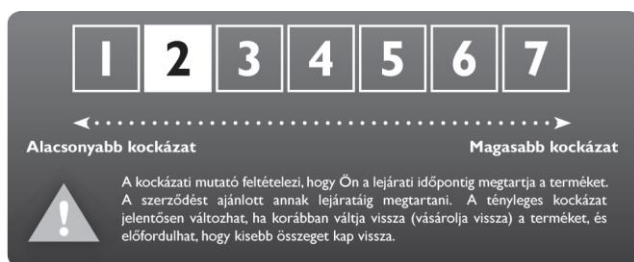 1 2 3 4 5 6 7
Alacsonyabb kockázat Magasabb kockázat
A kockázati mutató feltételezi, hogy Ön a lejárati időpontig megtartja a terméket.
A szerződést ajánlott annak lejáratáig megtartani. A tényleges kockázat
jelentősen változhat, ha korábban váltja vissza (vásárolja vissza) a terméket, és
előfordulhat, hogy kisebb összeget kap vissza.